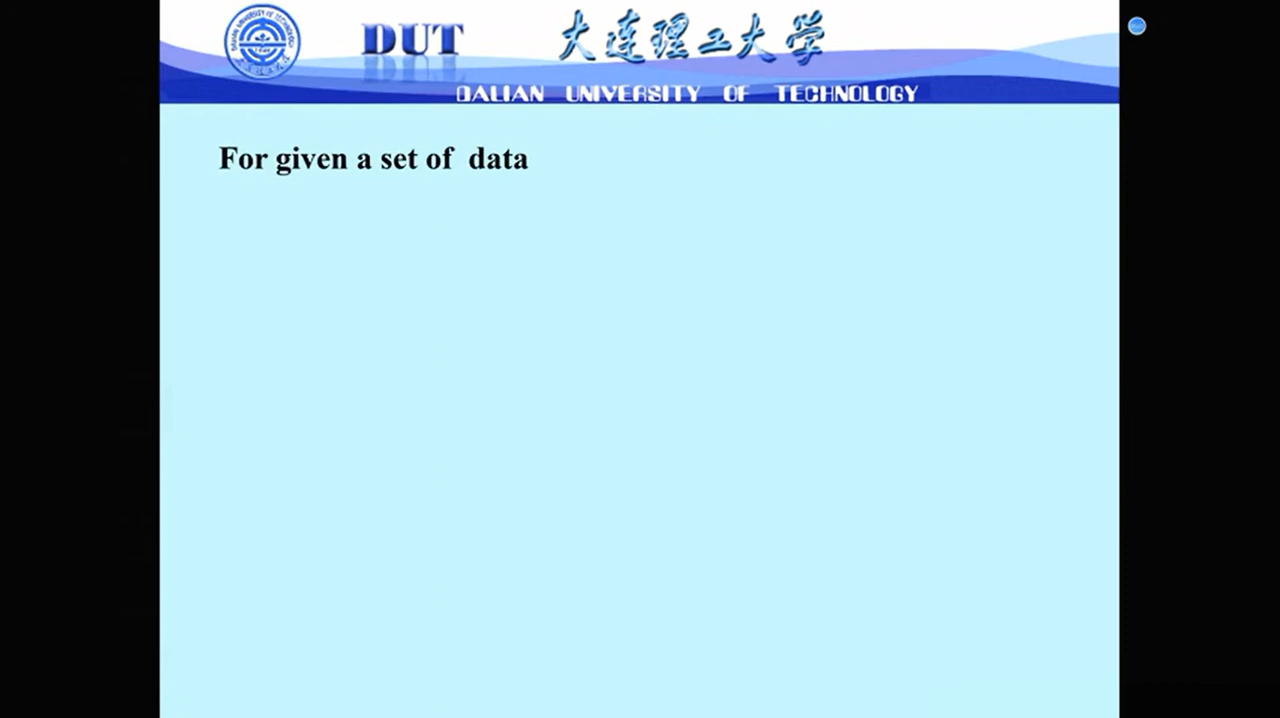 DUT 大连理工大学
DALIAN UNIVERSITY OF TECHNOLOGY
For given a set of data